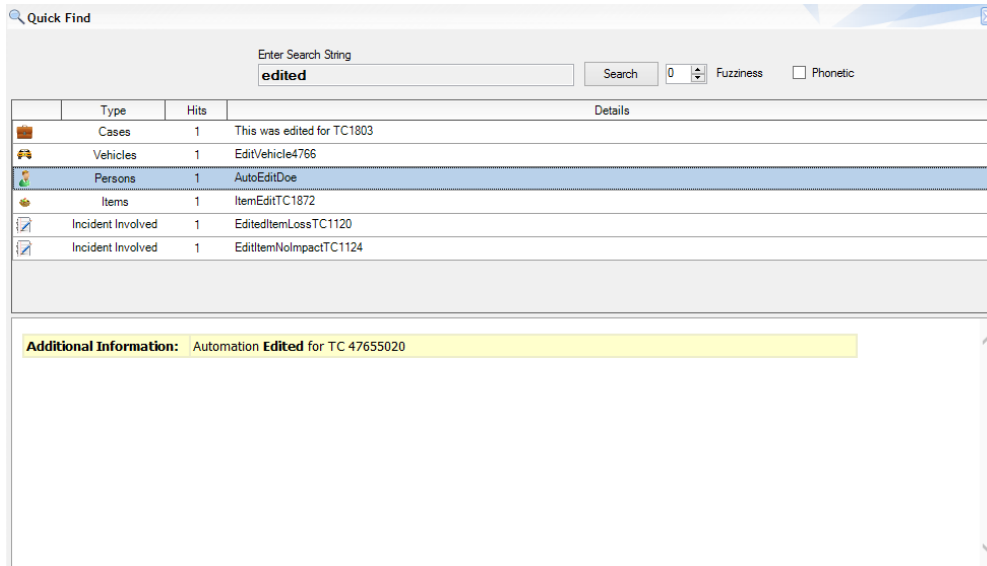 Quick Find
Enter Search String
edited Search 0 Fuzziness Phonetic
Type Hits Details
Cases 1 This was edited for TC1803
Vehicles 1 EditVehicle4766
Persons 1 AutoEditDoe
Items 1 ItemEditTC1872
Incident Involved 1 EditedItemLossTC1120
Incident Involved 1 EditItemNoImpactTC1124
Additional Information: Automation Edited for TC 47655020